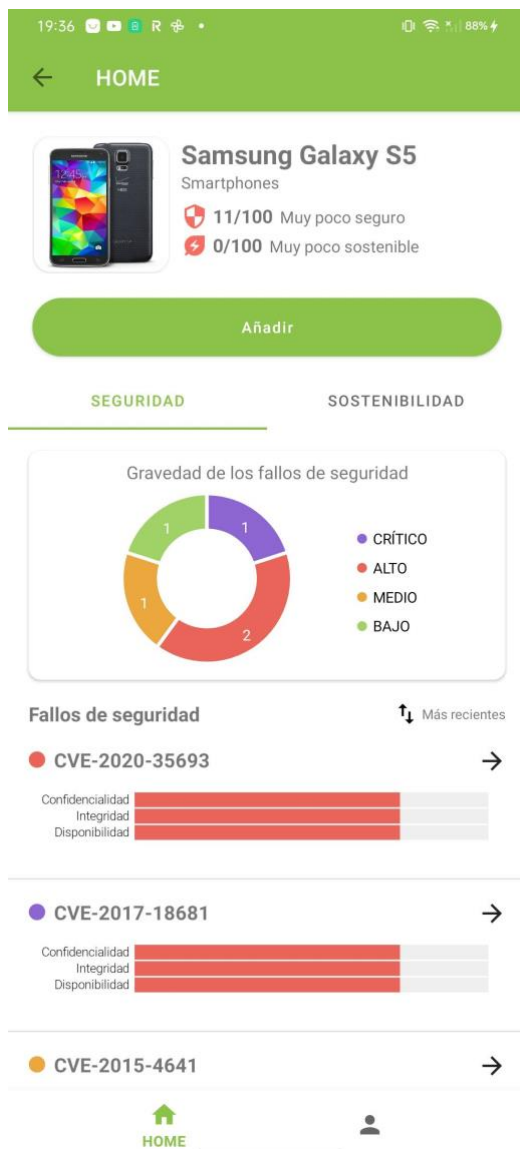 19:36
R
88%
HOME
Samsung Galaxy S5
Smartphones
11/100 Muy poco seguro
0/100 Muy poco sostenible
Añadir
SEGURIDAD
SOSTENIBILIDAD
Gravedad de los fallos de seguridad
1
1
1
2
CRÍTICO
ALTO
MEDIO
BAJO
Fallos de seguridad
Más recientes
CVE-2020-35693
Confidencialidad
Integridad
Disponibilidad
CVE-2017-18681
Confidencialidad
Integridad
Disponibilidad
CVE-2015-4641
HOME